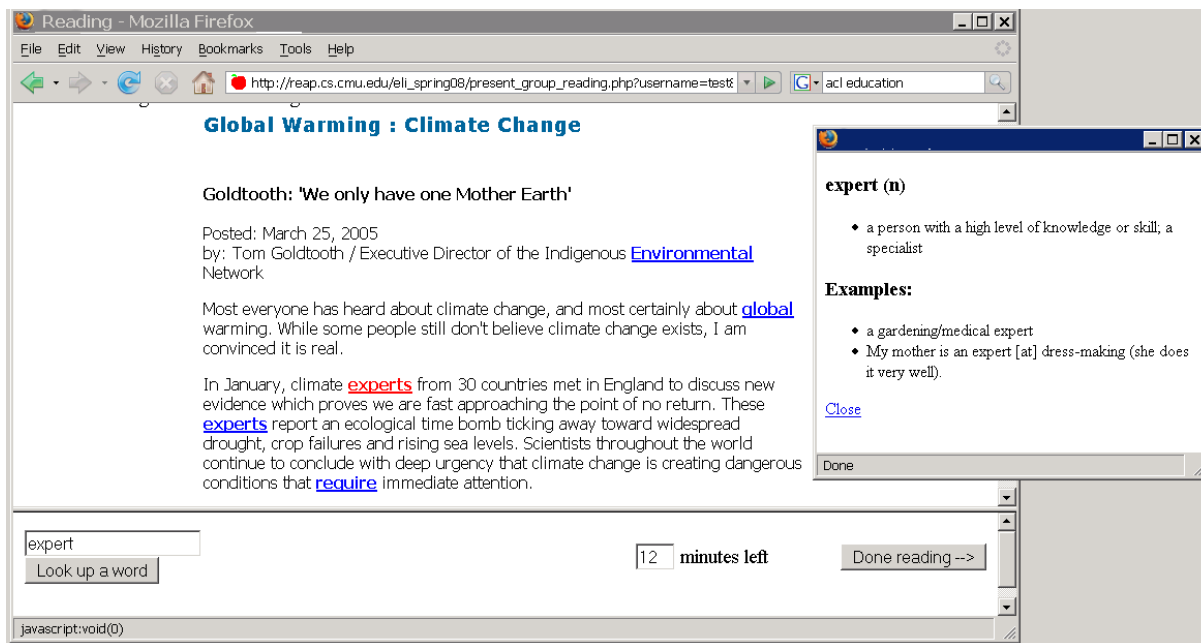 Reading - Mozilla Firefox
File Edit View History Bookmarks Tools Help
http://reap.cs.cmu.edu/eli_spring08/present_group_reading.php?username=test
G
acl education
Global Warming : Climate Change
Goldtooth: 'We only have one Mother Earth'
Posted: March 25, 2005
by: Tom Goldtooth / Executive Director of the Indigenous Environmental
Network
Most everyone has heard about climate change, and most certainly about global
warming. While some people still don't believe climate change exists, I am
convinced it is real.
In January, climate experts from 30 countries met in England to discuss new
evidence which proves we are fast approaching the point of no return. These
experts report an ecological time bomb ticking away toward widespread
drought, crop failures and rising sea levels. Scientists throughout the world
continue to conclude with deep urgency that climate change is creating dangerous
conditions that require immediate attention.
expert (n)
• a person with a high level of knowledge or skill; a
specialist
Examples:
• a gardening/medical expert
• My mother is an expert [at] dress-making (she does
it very well).
Close
Done
expert
Look up a word
12 minutes left
Done reading -->
javascript:void(0)